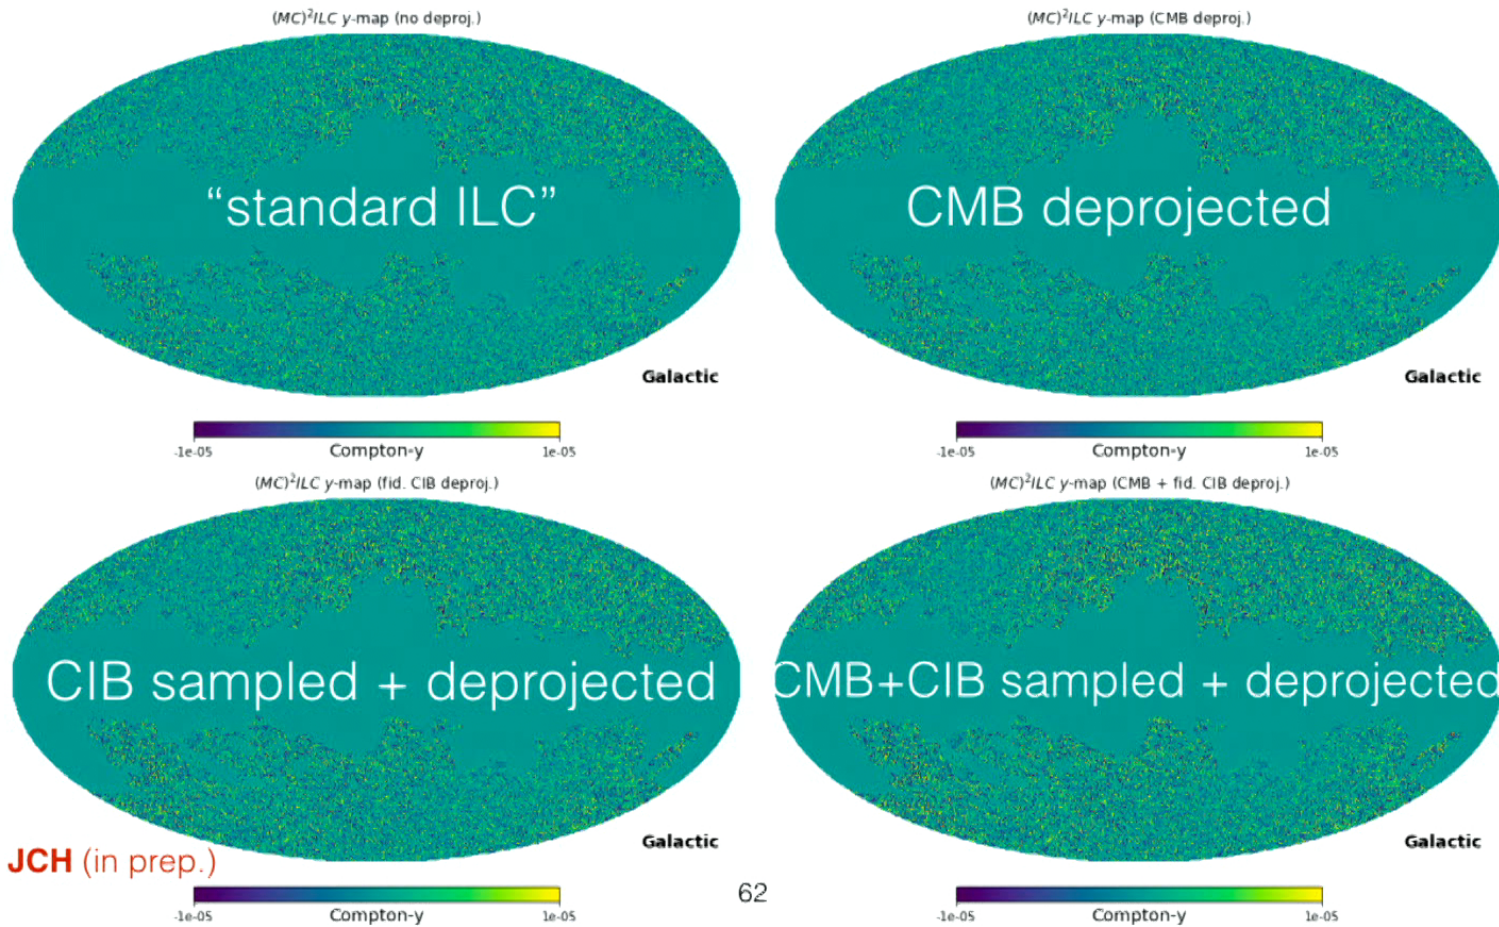 (MC)²ILC y-map (no deproj.)
“standard ILC”
Galactic
-1e-05 Compton-y 1e-05
(MC)²ILC y-map (CMB deproj.)
CMB deprojected
Galactic
-1e-05 Compton-y 1e-05
(MC)²ILC y-map (fid. CIB deproj.)
CIB sampled + deprojected
Galactic
JCH (in prep.)
-1e-05 Compton-y 1e-05
(MC)²ILC y-map (CMB + fid. CIB deproj.)
CMB+CIB sampled + deprojected
Galactic
-1e-05 Compton-y 1e-05
62